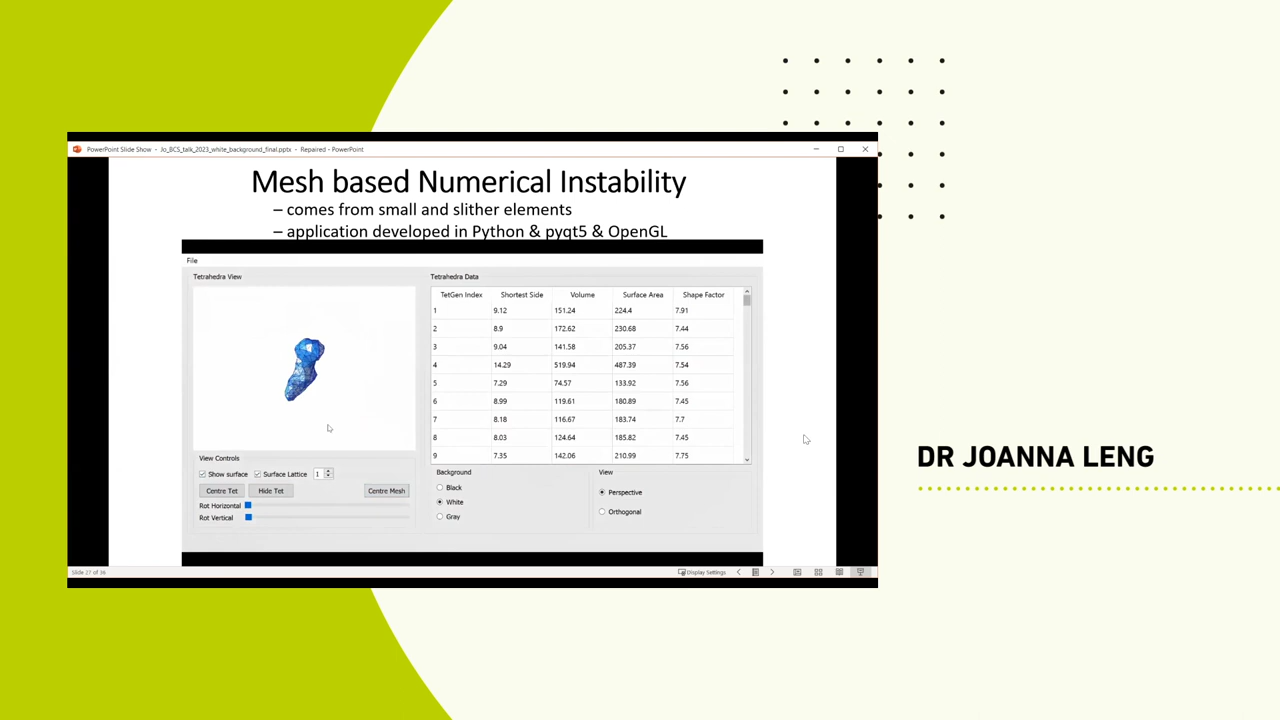 PowerPoint Slide Show - Jo_BCS_talk_2023_white_background_final.pptx - Repaired - PowerPoint
Mesh based Numerical Instability
– comes from small and slither elements
– application developed in Python & pyqt5 & OpenGL
File
Tetrahedra View
Tetrahedra Data
TetGen Index Shortest Side Volume Surface Area Shape Factor
1 9.12 151.24 224.4 7.91
2 8.9 172.62 230.68 7.44
3 9.04 141.58 205.37 7.56
4 14.29 519.94 487.39 7.54
5 7.29 74.57 133.92 7.56
6 8.99 119.61 180.89 7.45
7 8.18 116.67 183.74 7.7
8 8.03 124.64 185.82 7.45
9 7.35 142.06 210.99 7.75
View Controls
Show surface Surface Lattice 1
Centre Tet Hide Tet Centre Mesh
Rot Horizontal
Rot Vertical
Background
Black
White
Gray
View
Perspective
Orthogonal
Slide 27 of 36
Display Settings
DR JOANNA LENG